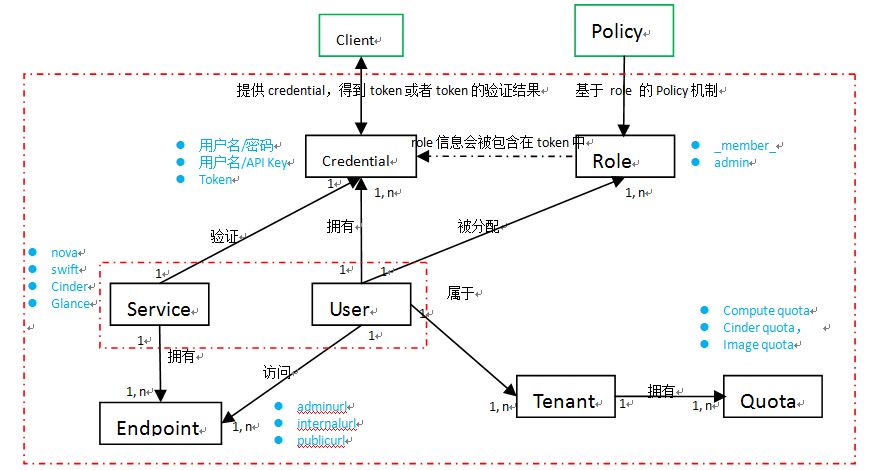 Client
Policy
提供 credential，得到 token 或者 token 的验证结果
基于 role 的 Policy 机制
用户名/密码
用户名/API Key
Token
Credential
role 信息会被包含在 token 中
Role
_member_
admin
1
1, n
1, n
验证
拥有
被分配
nova
swift
Cinder
Glance
1
1
1
属于
Service
User
1
1
1
Compute quota
Cinder quota，
Image quota
拥有
访问
1, n
1, n
Endpoint
adminurl
internalurl
publicurl
1, n
Tenant
1
拥有
1, n
Quota